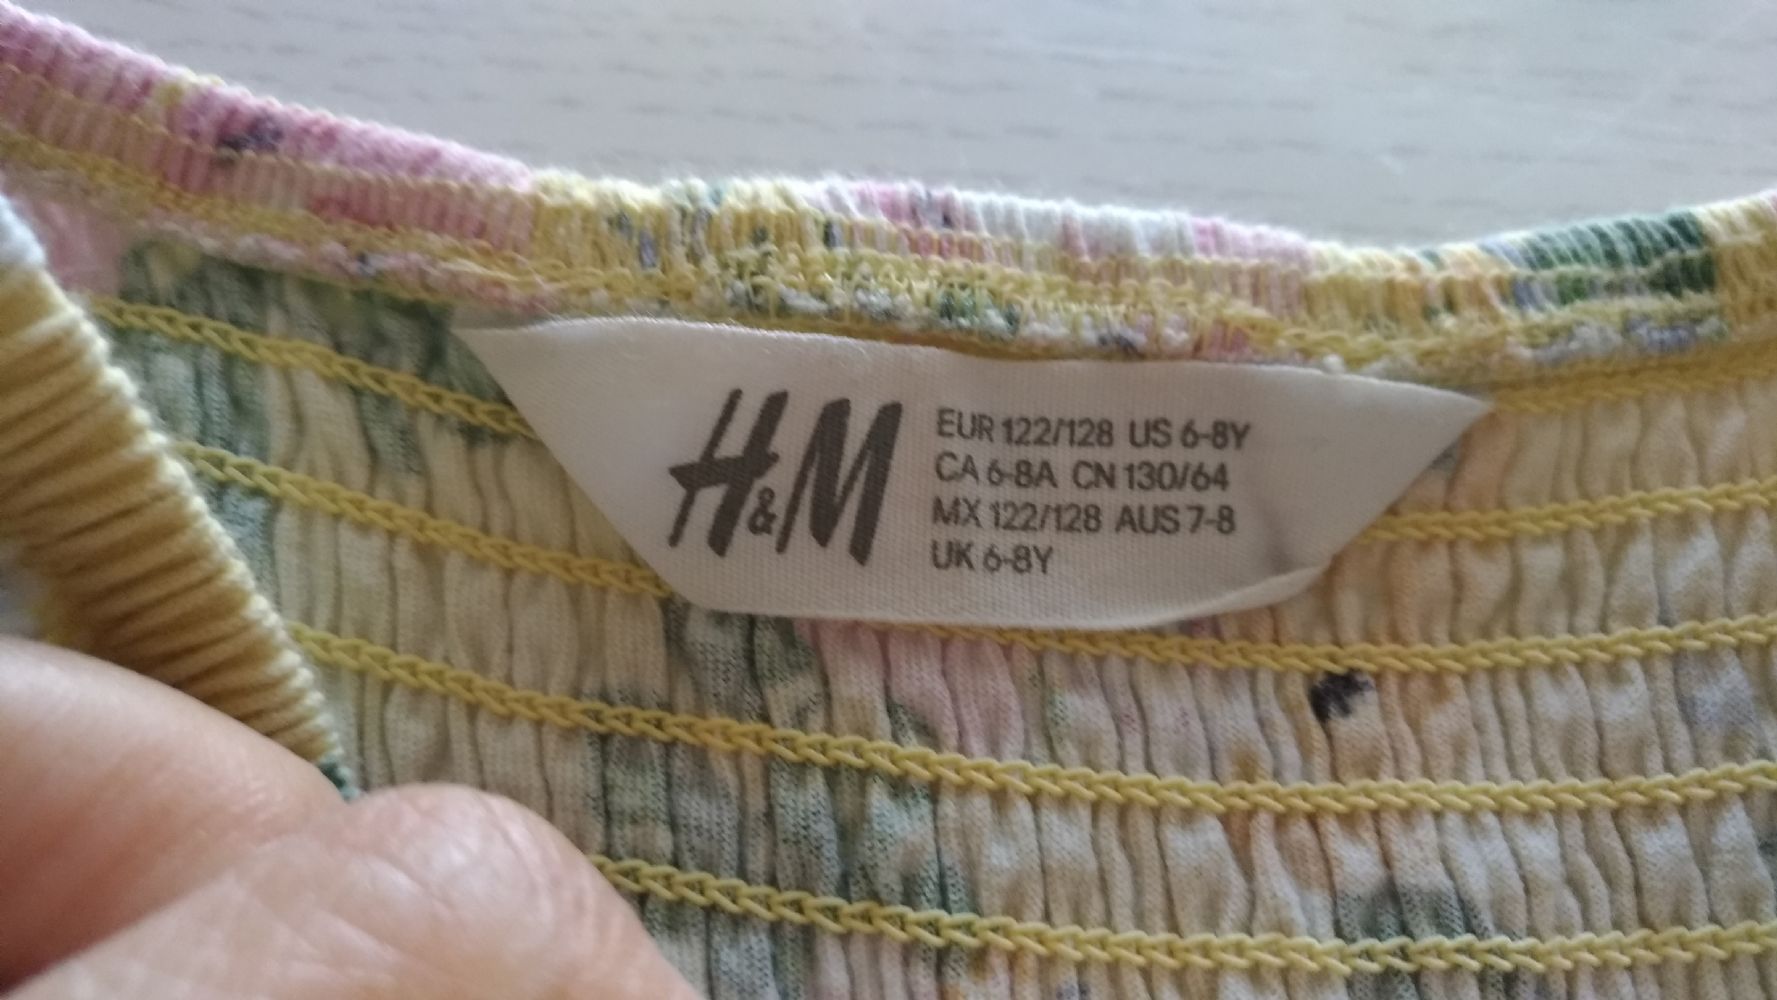 H&M
EUR 122/128 US 6-8Y
CA 6-8A CN 130/64
MX 122/128 AUS 7-8
UK 6-8Y